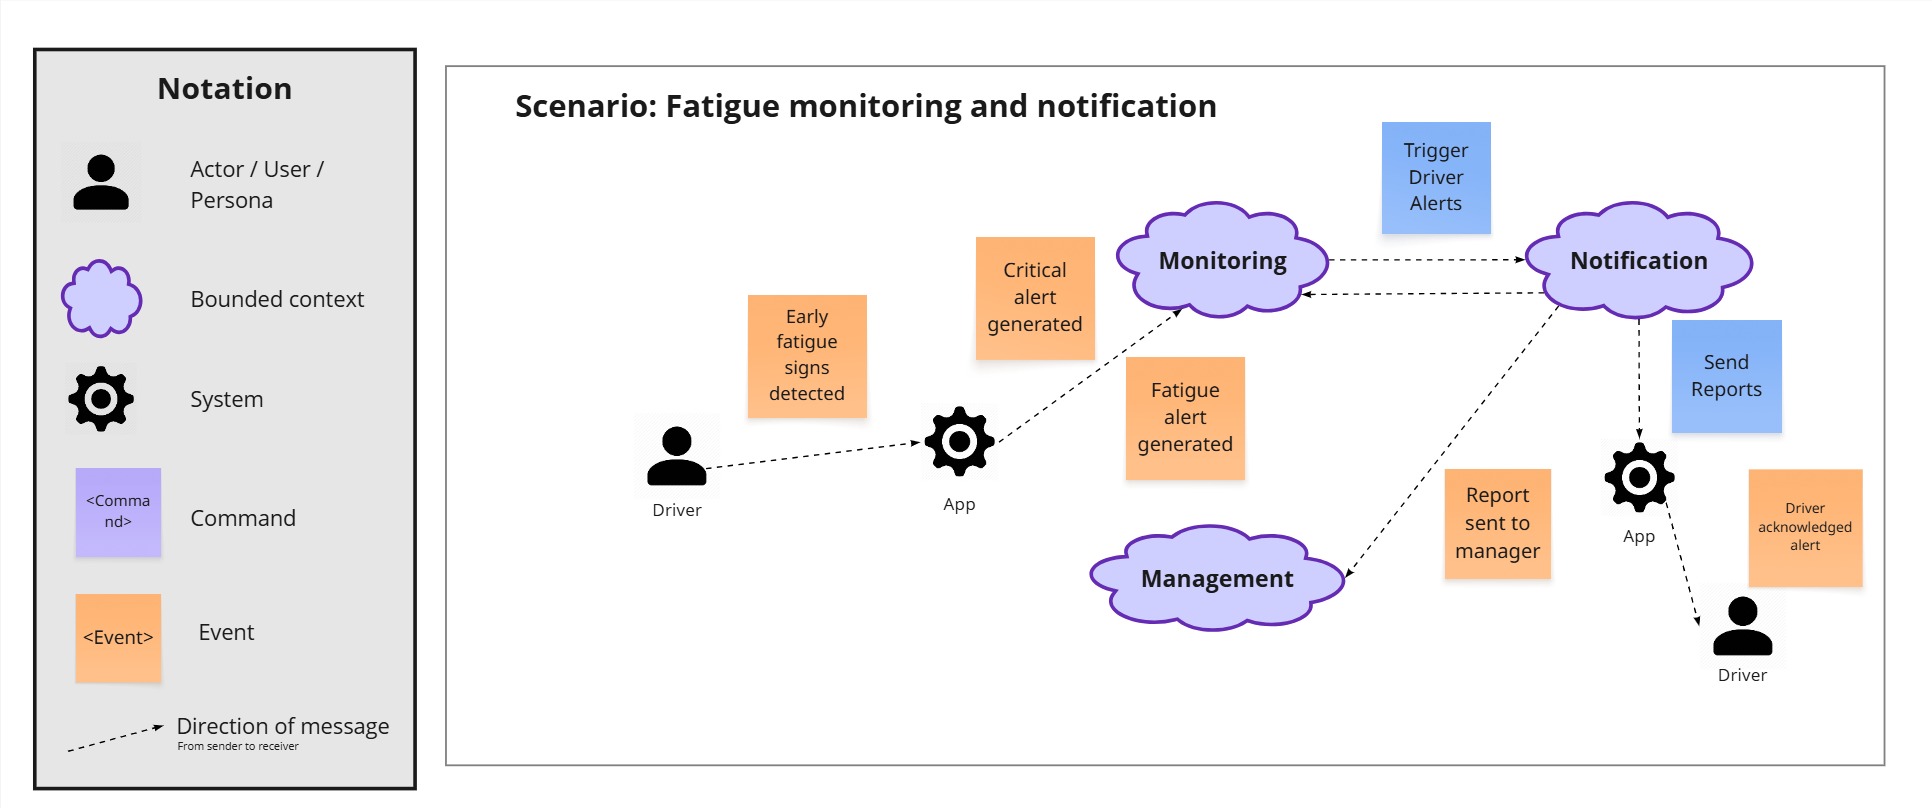 Notation
Actor / User /
Persona
Bounded context
System
<Comma
nd>
Command
<Event>
Event
Direction of message
From sender to receiver
Scenario: Fatigue monitoring and notification
Trigger
Driver
Alerts
Critical
alert
generated
Monitoring
Notification
Early
fatigue
signs
detected
Fatigue
alert
generated
Send
Reports
Driver
App
Report
sent to
manager
App
Driver
acknowledged
alert
Management
Driver